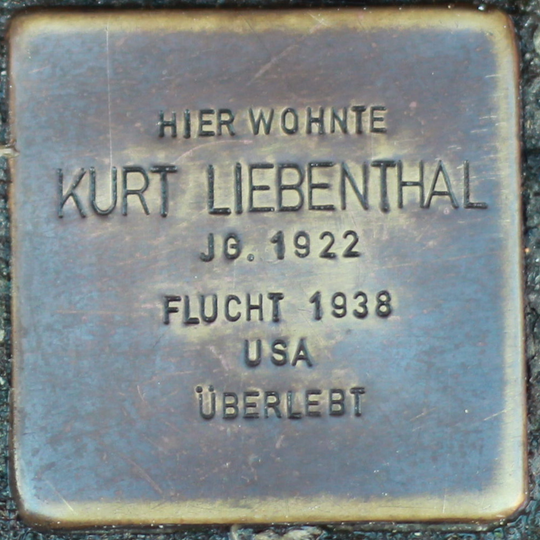 HIER WOHNTE
KURT LIEBENTHAL
JG. 1922
FLUCHT 1938
USA
ÜBERLEBT